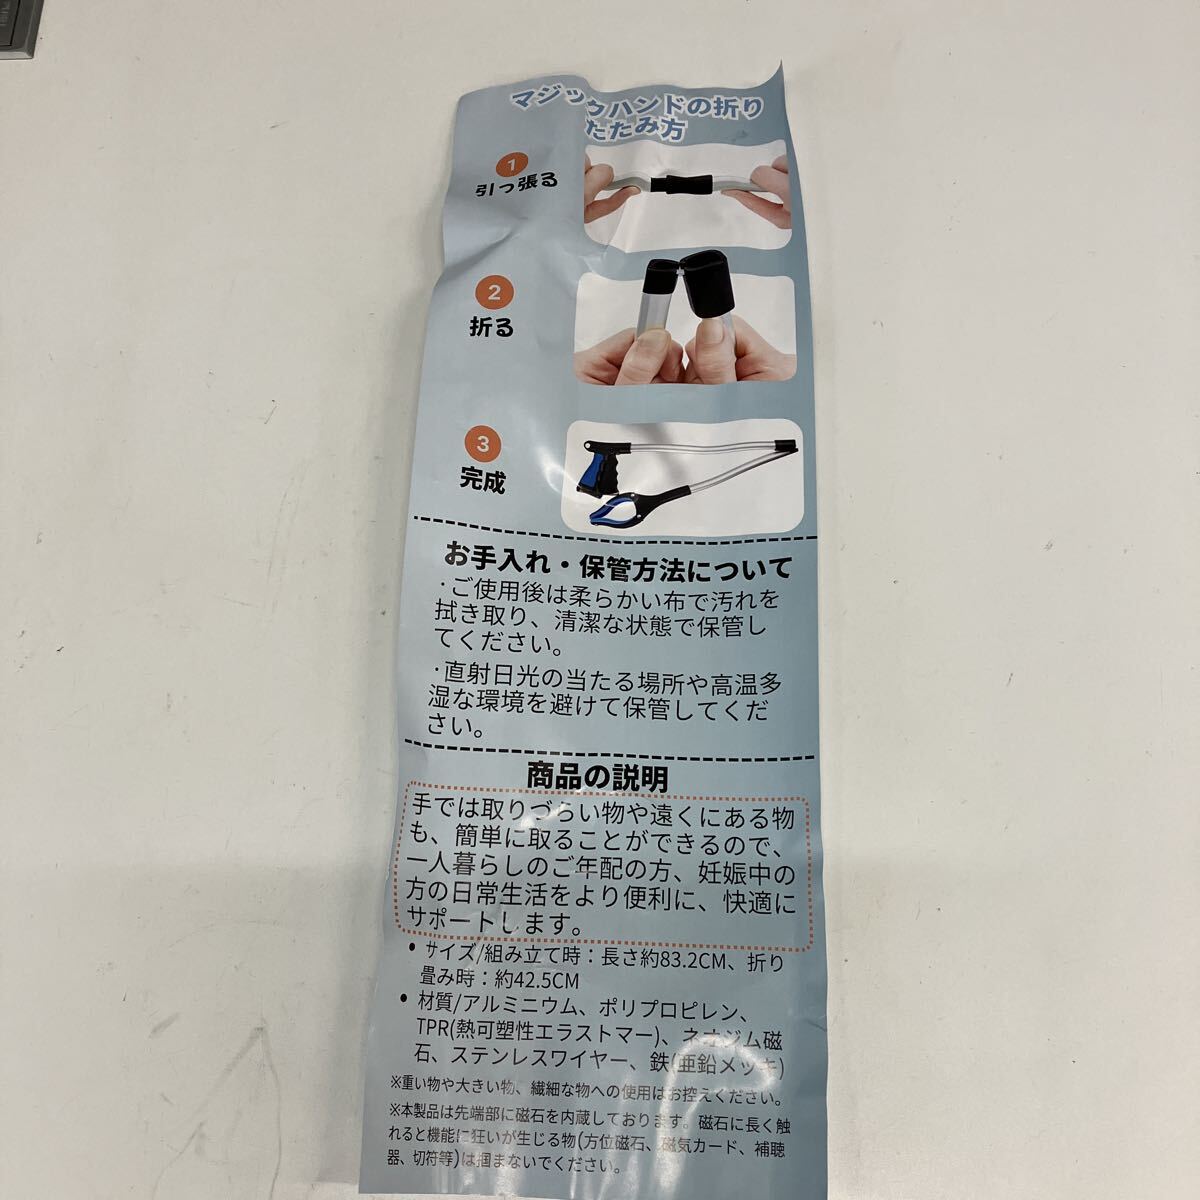 マジックハンドの折り
たたみ方
1
引っ張る
2
折る
3
完成
お手入れ・保管方法について
・ご使用後は柔らかい布で汚れを
拭き取り、清潔な状態で保管し
てください。
・直射日光の当たる場所や高温多
湿な環境を避けて保管してくだ
さい。
商品の説明
手では取りづらい物や遠くにある物
も、簡単に取ることができるので、
一人暮らしのご年配の方、妊娠中の
方の日常生活をより便利に、快適に
サポートします。
• サイズ/組み立て時：長さ約83.2CM、折り
畳み時：約42.5CM
• 材質/アルミニウム、ポリプロピレン、
TPR(熱可塑性エラストマー)、ネオジム磁
石、ステンレスワイヤー、鉄(亜鉛メッキ)
※重い物や大きい物、繊細な物への使用はお控えください。
※本製品は先端部に磁石を内蔵しております。磁石に長く触
れると機能に狂いが生じる物(方位磁石、磁気カード、補聴
器、切符等)は掴まないでください。